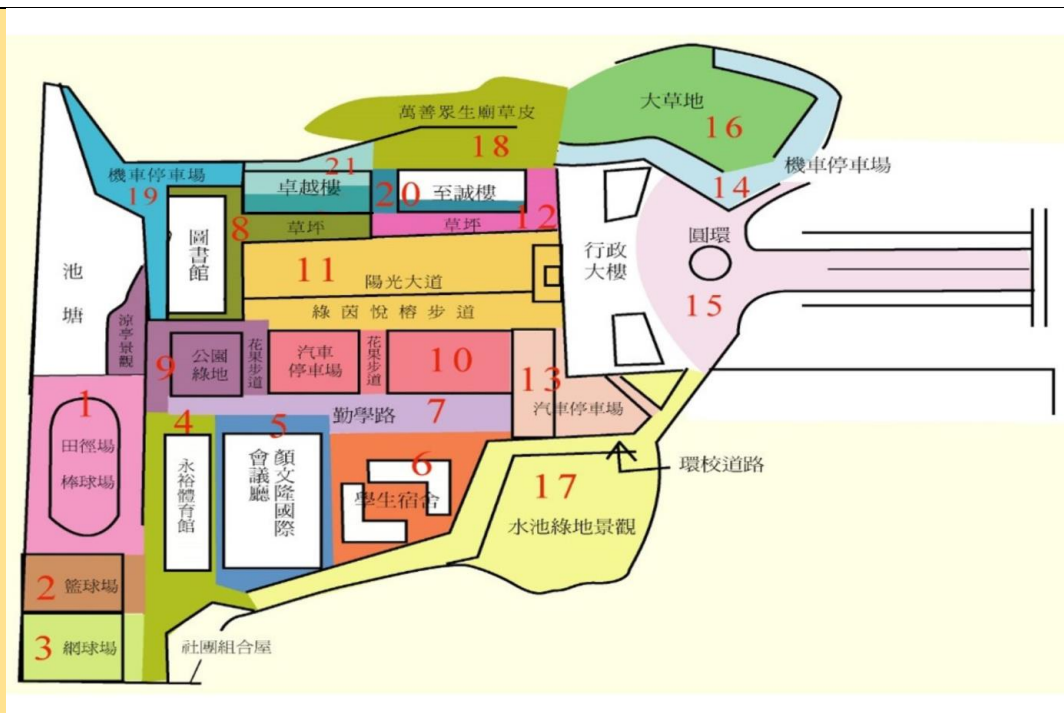 大草地
16
萬善眾生廟草皮
18
機車停車場
14
機車停車場
19
21
卓越樓
20
至誠樓
12
8
草坪
草坪
圖書館
行政
大樓
圓環
15
池
塘
11
陽光大道
綠茵悅榕步道
涼亭景觀
9
公園
綠地
花果步道
汽車
停車場
花果步道
10
13
汽車停車場
1
田徑場
棒球場
4
永裕體育館
5
顏文隆國際
會議廳
勤學路
7
6
學生宿舍
環校道路
17
水池綠地景觀
2
籃球場
3
網球場
社團組合屋